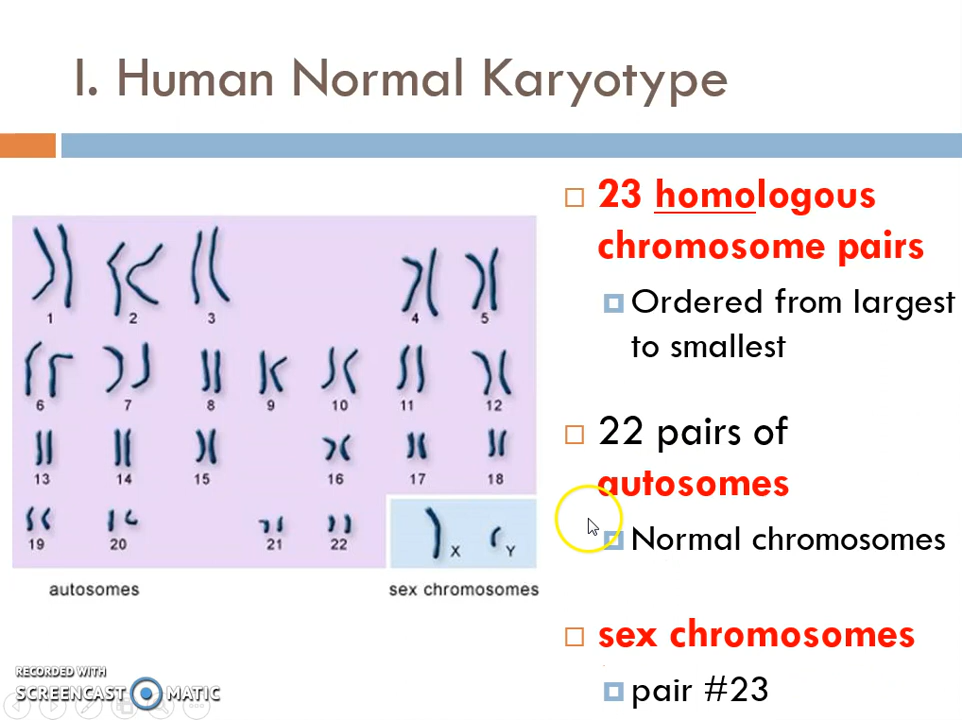 I. Human Normal Karyotype
1 2 3 4 5
6 7 8 9 10 11 12
13 14 15 16 17 18
19 20 21 22 X Y
autosomes sex chromosomes
23 homologous
chromosome pairs
Ordered from largest
to smallest
22 pairs of
autosomes
Normal chromosomes
sex chromosomes
pair #23
RECORDED WITH
SCREENCAST MATIC